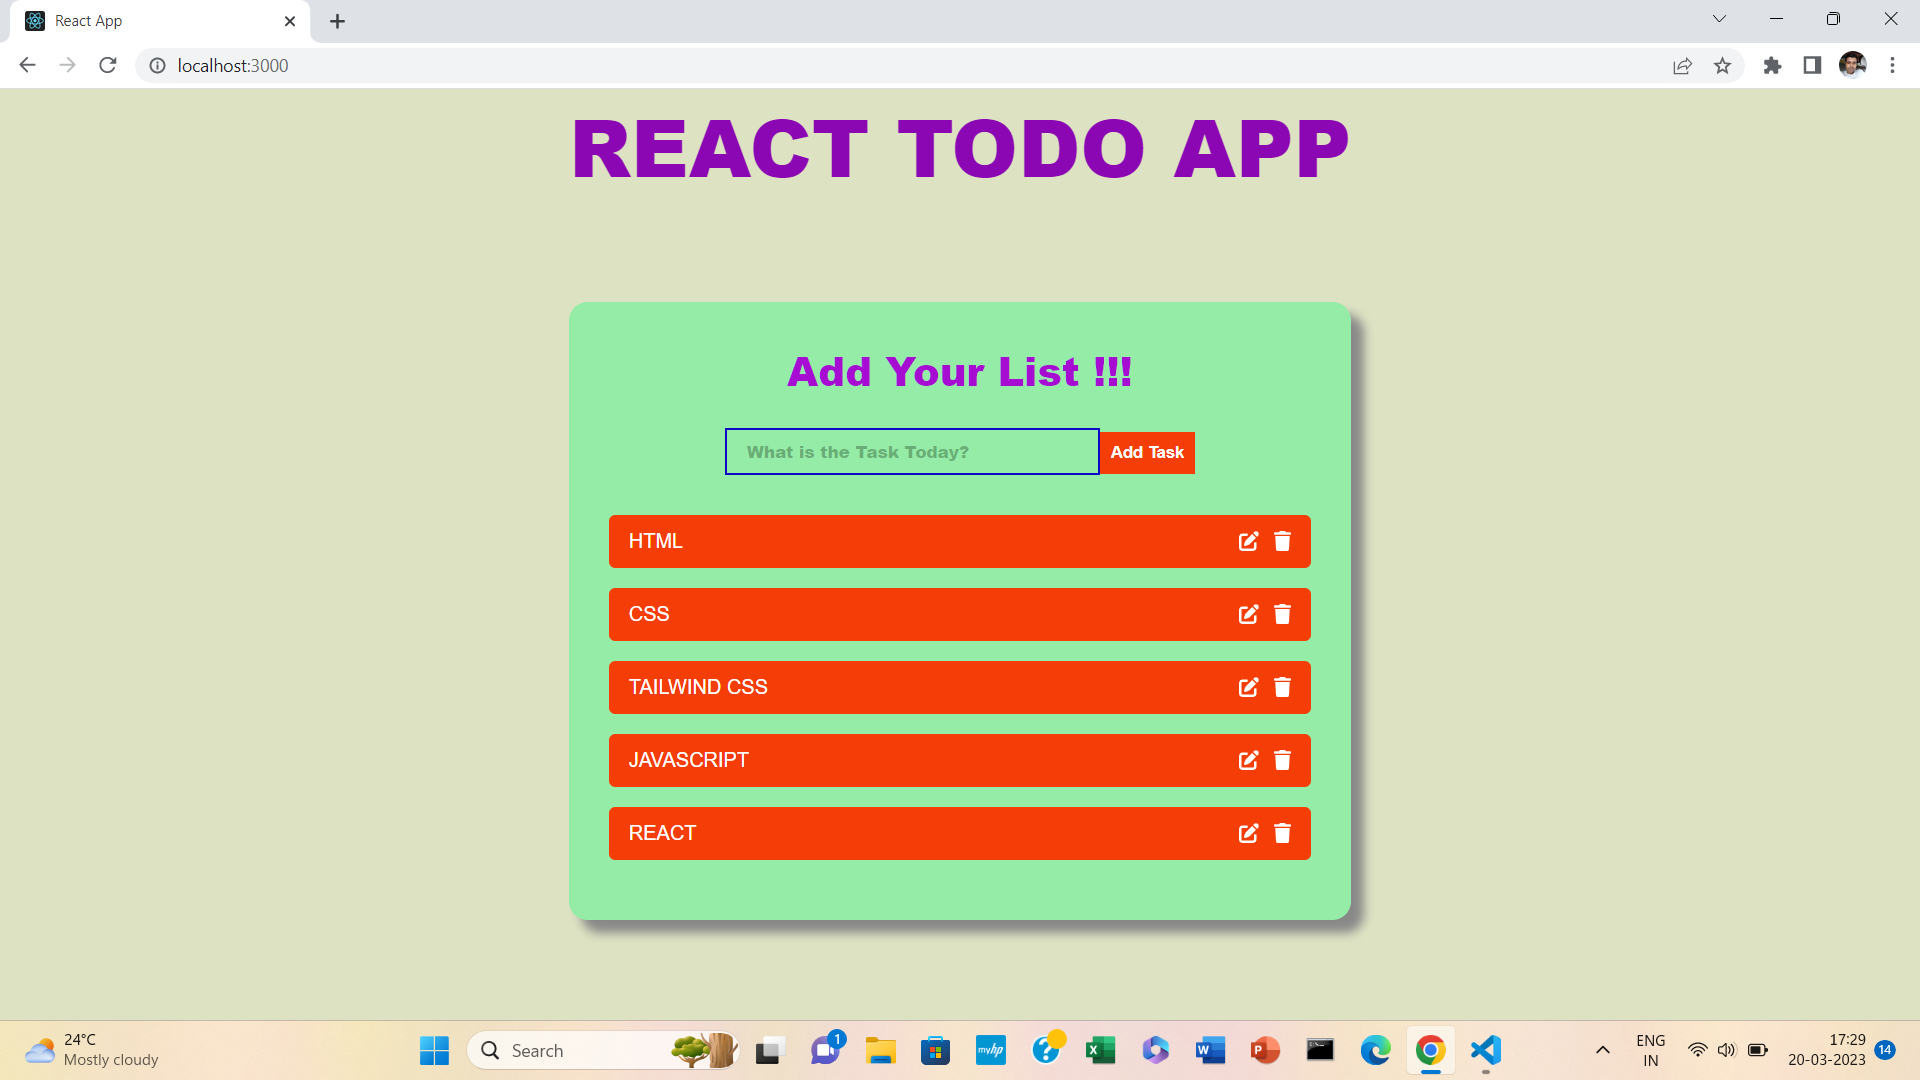 React App
localhost:3000
REACT TODO APP
Add Your List !!!
What is the Task Today?
Add Task
HTML
CSS
TAILWIND CSS
JAVASCRIPT
REACT
24°C
Mostly cloudy
Search
1
myhp
ENG
IN
17:29
20-03-2023
14